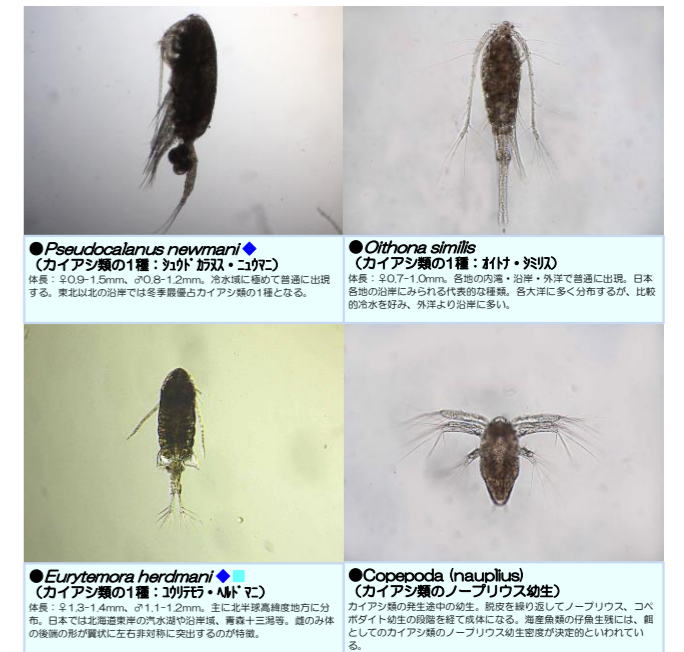 ●Pseudocalanus newmani◆
（カイアシ類の1種：ｼｭｳﾄﾞｶﾗﾇｽ・ﾆｭｳﾏﾆ）
体長：♀0.9-1.5mm、♂0.8-1.2mm。冷水域に極めて普通に出現
する。東北以北の沿岸では冬季最優占カイアシ類の1種となる。
●Oithona similis
（カイアシ類の1種：ｵｲﾄﾅ・ｼﾐﾘｽ）
体長：♀0.7-1.0mm。各地の内湾・沿岸・外洋で普通に出現。日本
各地の沿岸にみられる代表的な種類。各大洋に多く分布するが、比較
的冷水を好み、外洋より沿岸に多い。
●Eurytemora herdmani◆■
（カイアシ類の1種：ﾕｳﾘﾃﾓﾗ・ﾍﾙﾄﾞﾏﾆ）
体長：♀1.3-1.4mm、♂1.1-1.2mm。主に北半球高緯度地方に分
布。日本では北海道東岸の汽水湖や沿岸域、青森十三潟等。雌のみ体
の後端の形が翼状に左右非対称に突出するのが特徴。
●Copepoda (nauplius)
（カイアシ類のノープリウス幼生）
カイアシ類の発生途中の幼生。脱皮を繰り返してノープリウス、コペ
ポダイト幼生の段階を経て成体になる。海産魚類の仔魚生残には、餌
としてのカイアシ類のノープリウス幼生密度が決定的といわれてい
る。